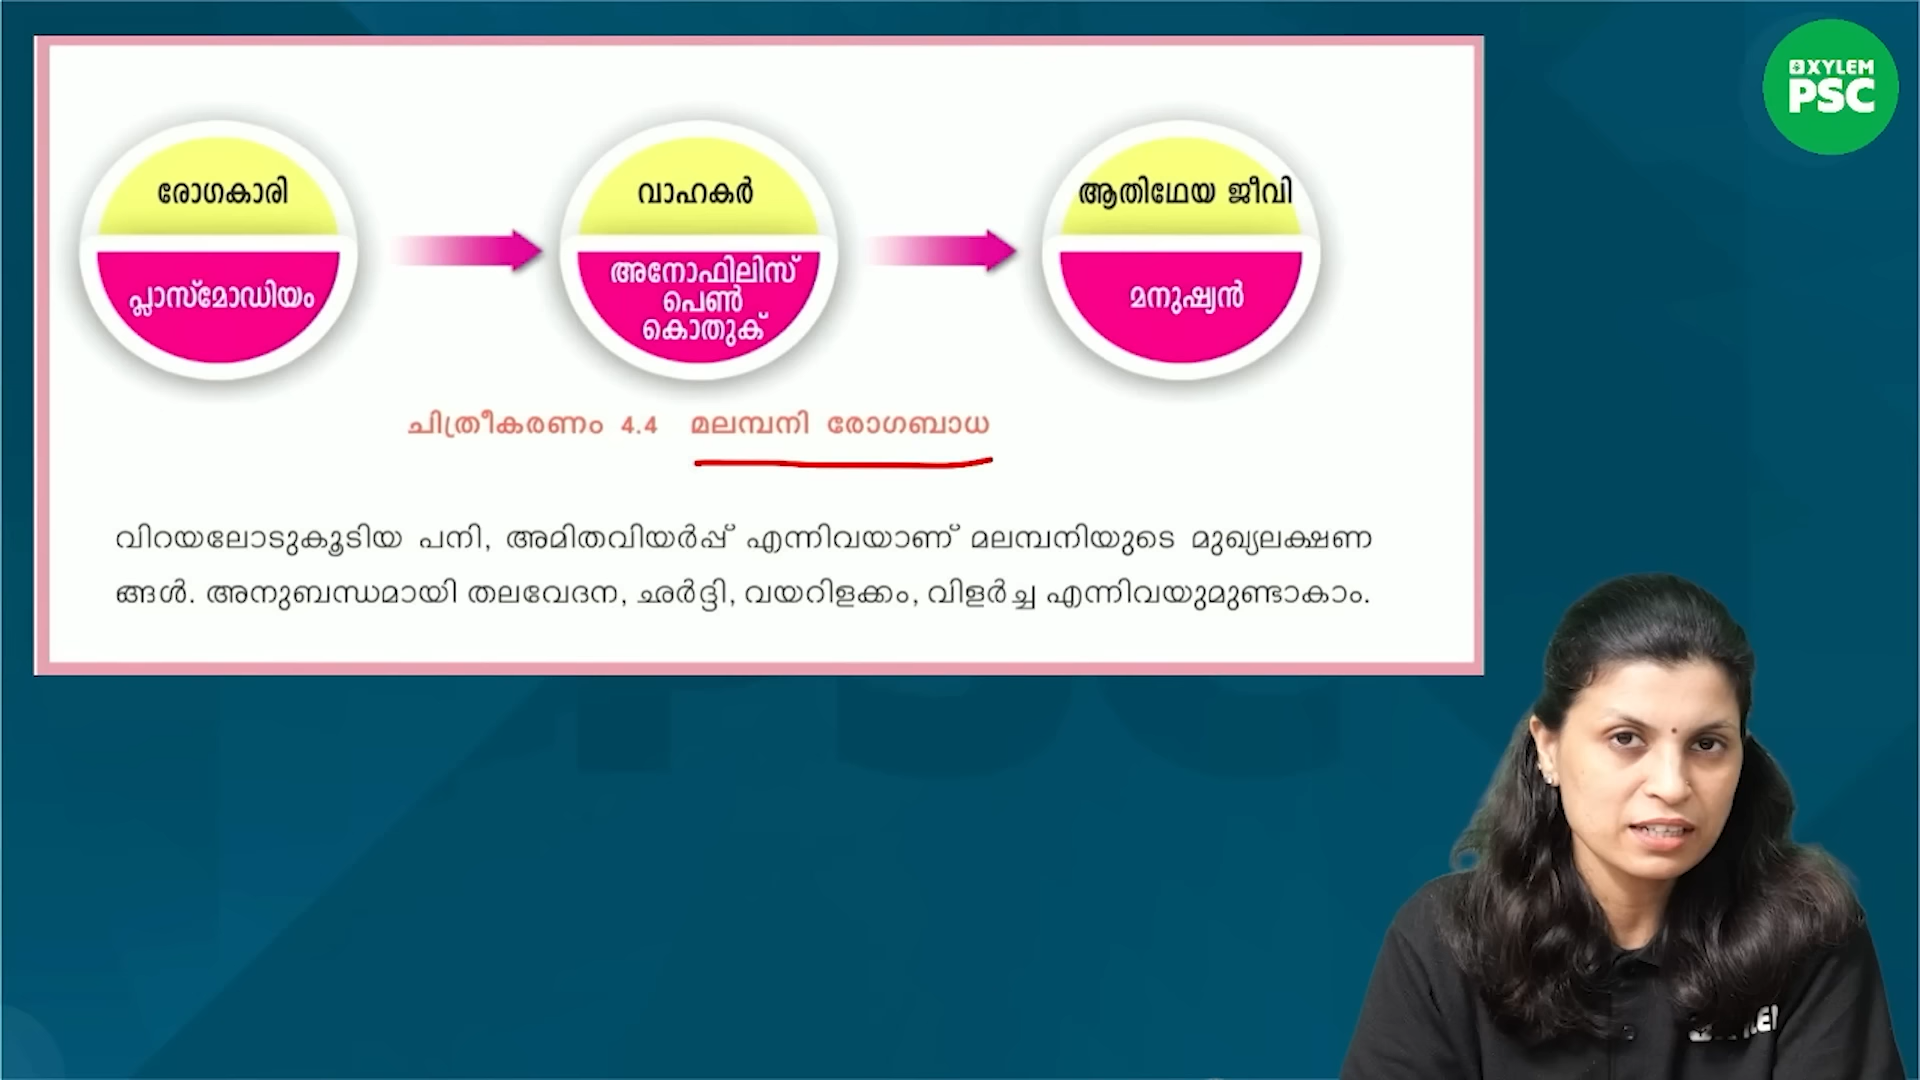 XYLEM
PSC
രോഗകാരി
പ്ലാസ്മോഡിയം
വാഹകർ
അനോഫിലിസ്
പെൺ
കൊതുക്
ആതിഥേയ ജീവി
മനുഷ്യൻ
ചിത്രീകരണം 4.4 മലമ്പനി രോഗബാധ
വിറയലോടുകൂടിയ പനി, അമിതവിയർപ്പ് എന്നിവയാണ് മലമ്പനിയുടെ മുഖ്യലക്ഷണ
ങ്ങൾ. അനുബന്ധമായി തലവേദന, ഛർദ്ദി, വയറിളക്കം, വിളർച്ച എന്നിവയുമുണ്ടാകാം.